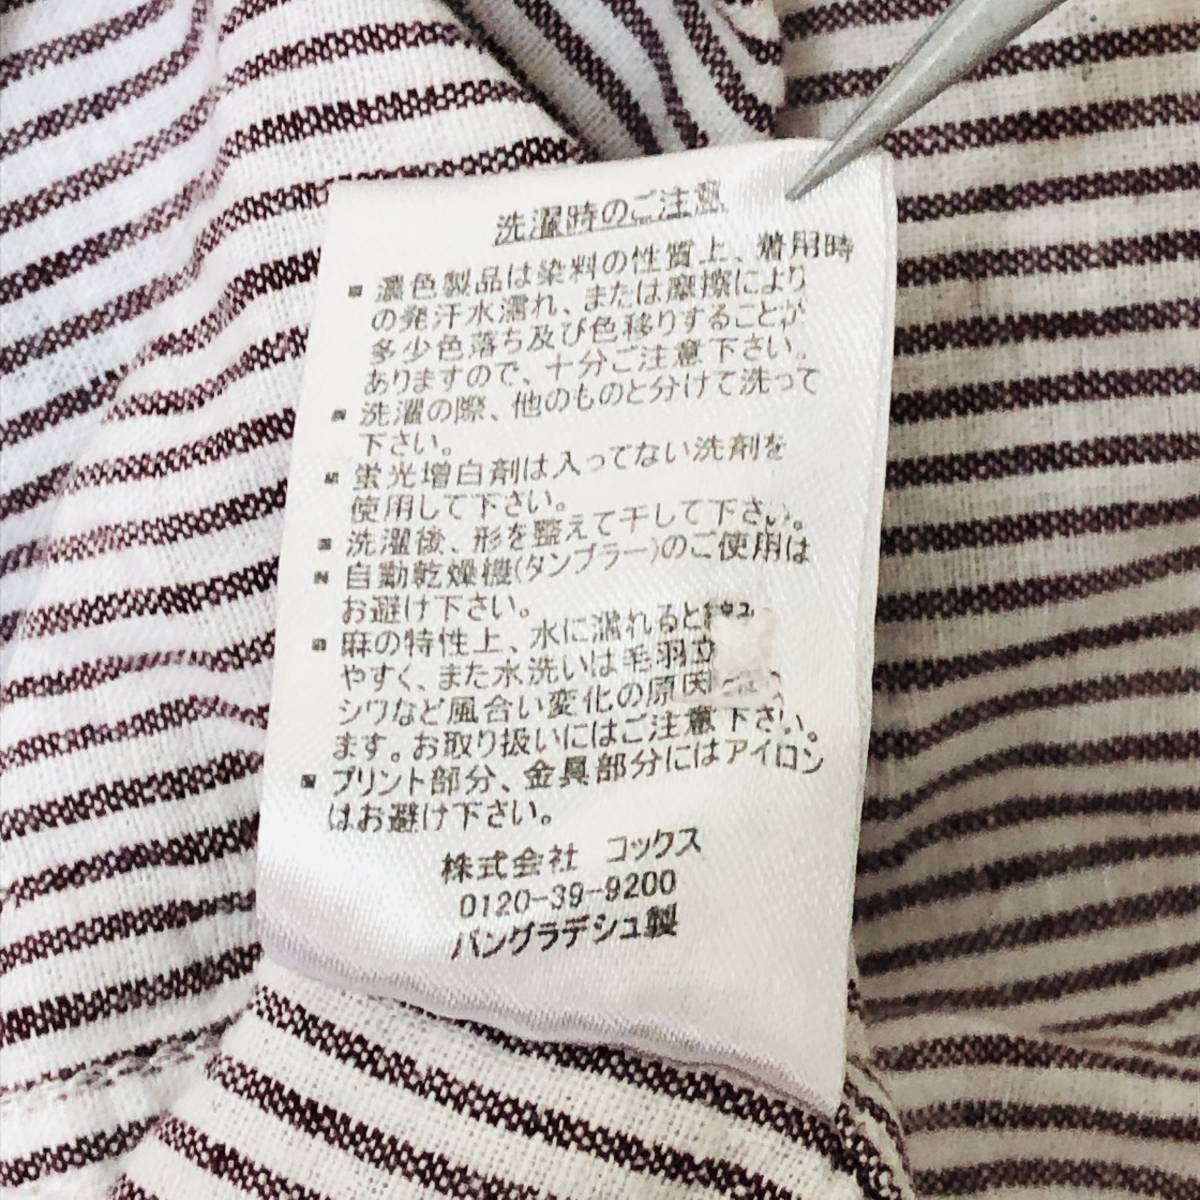 洗濯時のご注意
▪ 濃色製品は染料の性質上、着用時
の発汗水濡れ、または摩擦により
多少色落ち及び色移りすることが
ありますので、十分ご注意下さい。
▪ 洗濯の際、他のものと分けて洗って
下さい。
▪ 蛍光増白剤は入ってない洗剤を
使用して下さい。
▪ 洗濯後、形を整えて干して下さい。
▪ 自動乾燥機(タンブラー)のご使用は
お避け下さい。
▪ 麻の特性上、水に濡れると
やすく、また水洗いは毛羽立
シワなど風合い変化の原因
ます。お取り扱いにはご注意下さい。
▪ プリント部分、金具部分にはアイロン
はお避け下さい。
株式会社 コックス
0120-39-9200
バングラデシュ製